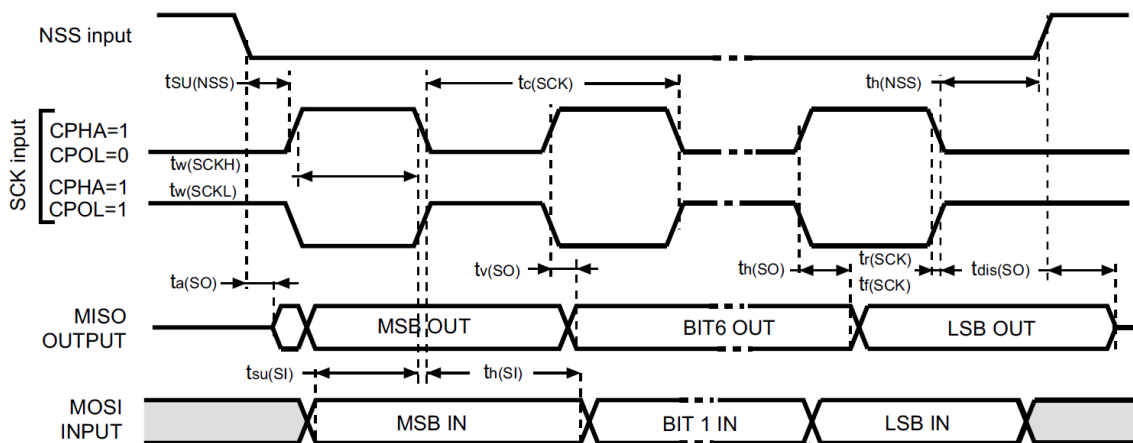 NSS input
tSU(NSS)
tc(SCK)
th(NSS)
SCK input
CPHA=1
CPOL=0
tw(SCKH)
CPHA=1
tw(SCKL)
CPOL=1
ta(SO)
tv(SO)
th(SO)
tr(SCK)
tf(SCK)
tdis(SO)
MISO
OUTPUT
MSB OUT
BIT6 OUT
LSB OUT
tsu(SI)
th(SI)
MOSI
INPUT
MSB IN
BIT 1 IN
LSB IN